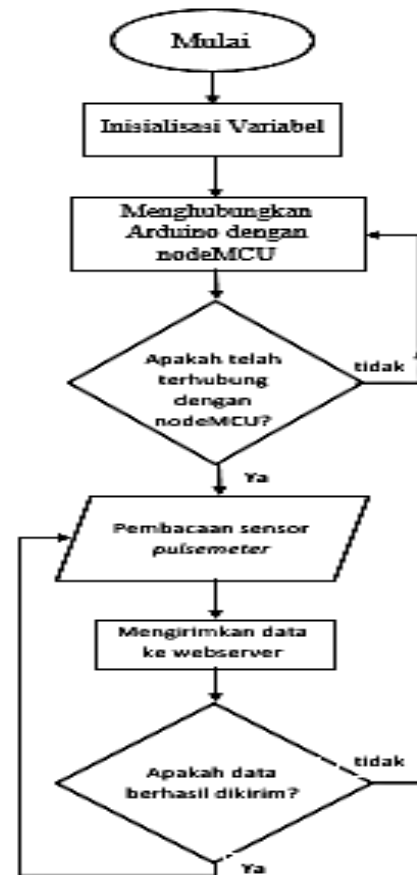 Mulai
Inisialisasi Variabel
Menghubungkan
Arduino dengan
nodeMCU
Apakah telah
terhubung
dengan
nodeMCU?
tidak
Ya
Pembacaan sensor
pulsemeter
Mengirimkan data
ke webserver
Apakah data
berhasil dikirim?
tidak
Ya